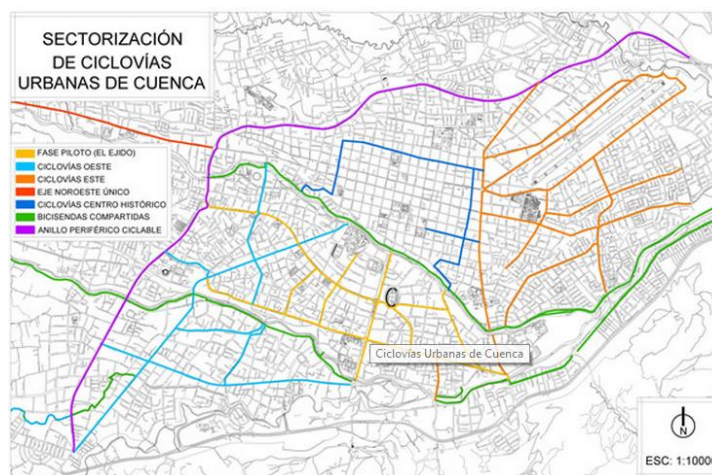 SECTORIZACIÓN
DE CICLOVÍAS
URBANAS DE CUENCA
FASE PILOTO (EL EJIDO)
CICLOVÍAS OESTE
CICLOVÍAS ESTE
EJE NOROESTE ÚNICO
CICLOVÍAS CENTRO HISTÓRICO
BICISENDAS COMPARTIDAS
ANILLO PERIFÉRICO CICLABLE
Ciclovías Urbanas de Cuenca
N
ESC: 1:10000